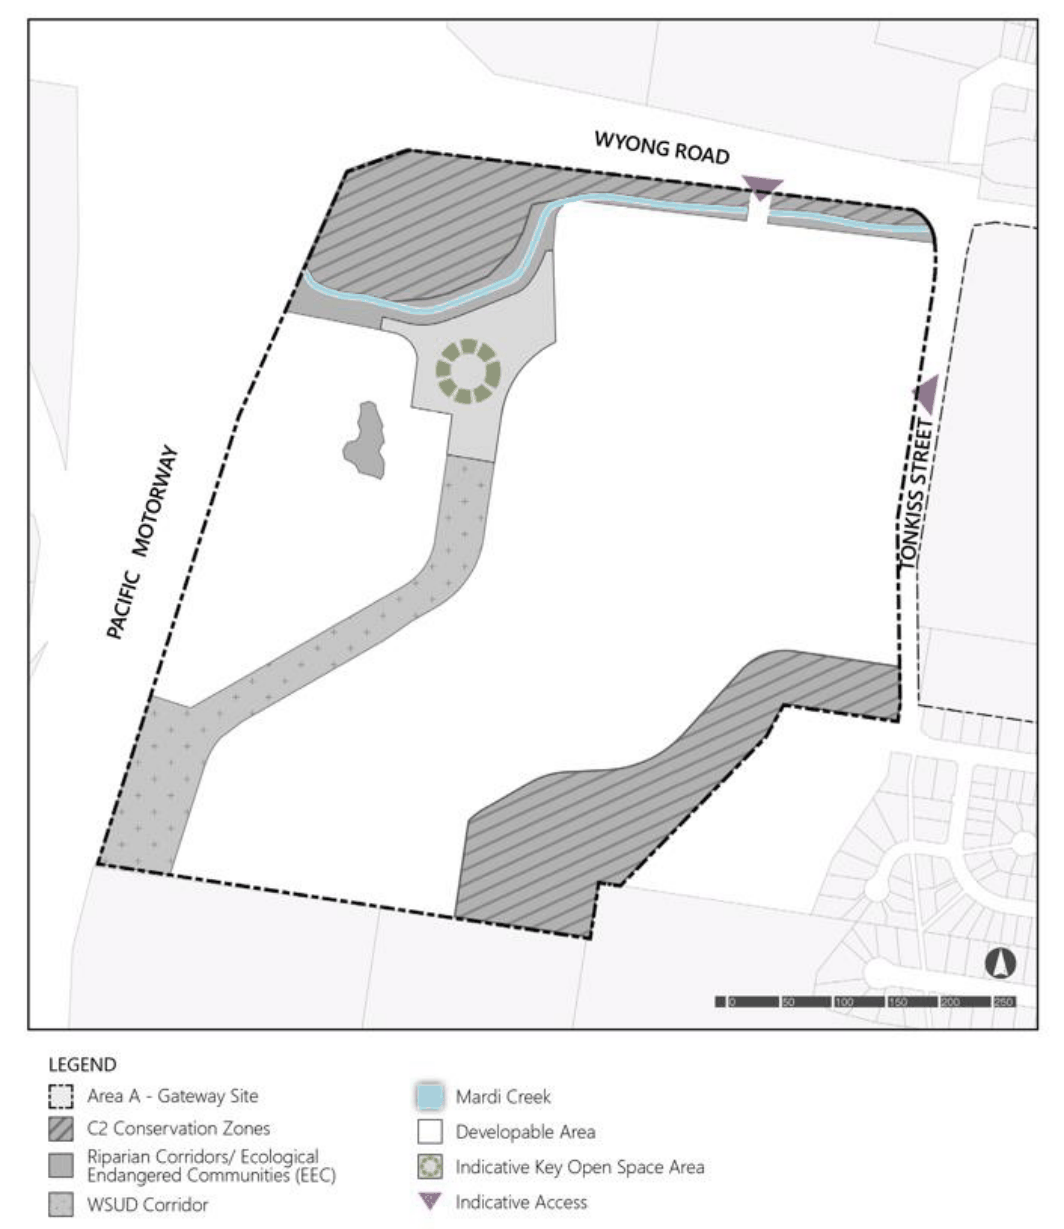 WYONG ROAD
PACIFIC MOTORWAY
TONKISS STREET
0 50 100 150 200 250
LEGEND
Area A - Gateway Site
C2 Conservation Zones
Riparian Corridors/ Ecological
Endangered Communities (EEC)
WSUD Corridor
Mardi Creek
Developable Area
Indicative Key Open Space Area
Indicative Access